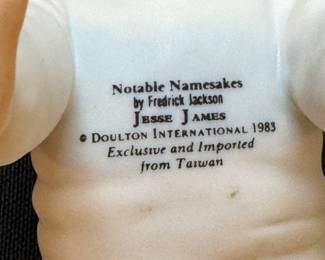 Notable Namesakes
by Fredrick Jackson
JESSE JAMES
© DOULTON INTERNATIONAL 1983
Exclusive and Imported
from Taiwan